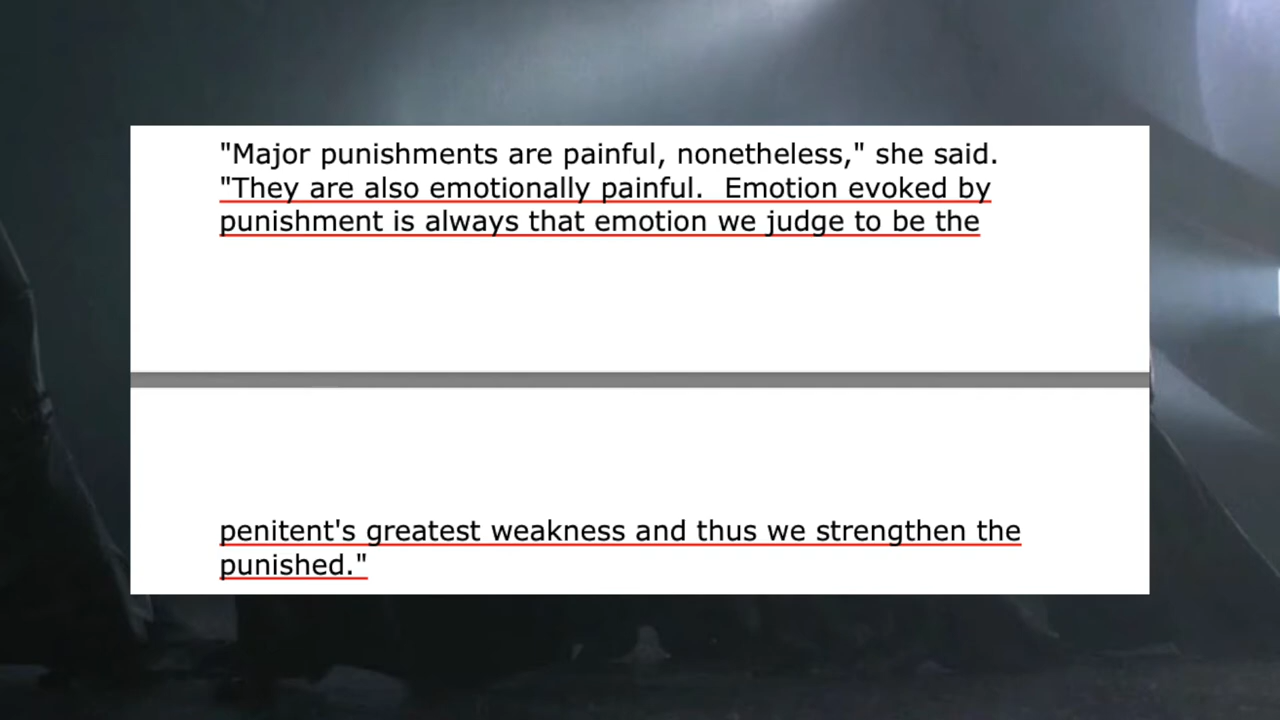 "Major punishments are painful, nonetheless," she said.
"They are also emotionally painful.  Emotion evoked by
punishment is always that emotion we judge to be the
penitent's greatest weakness and thus we strengthen the
punished."